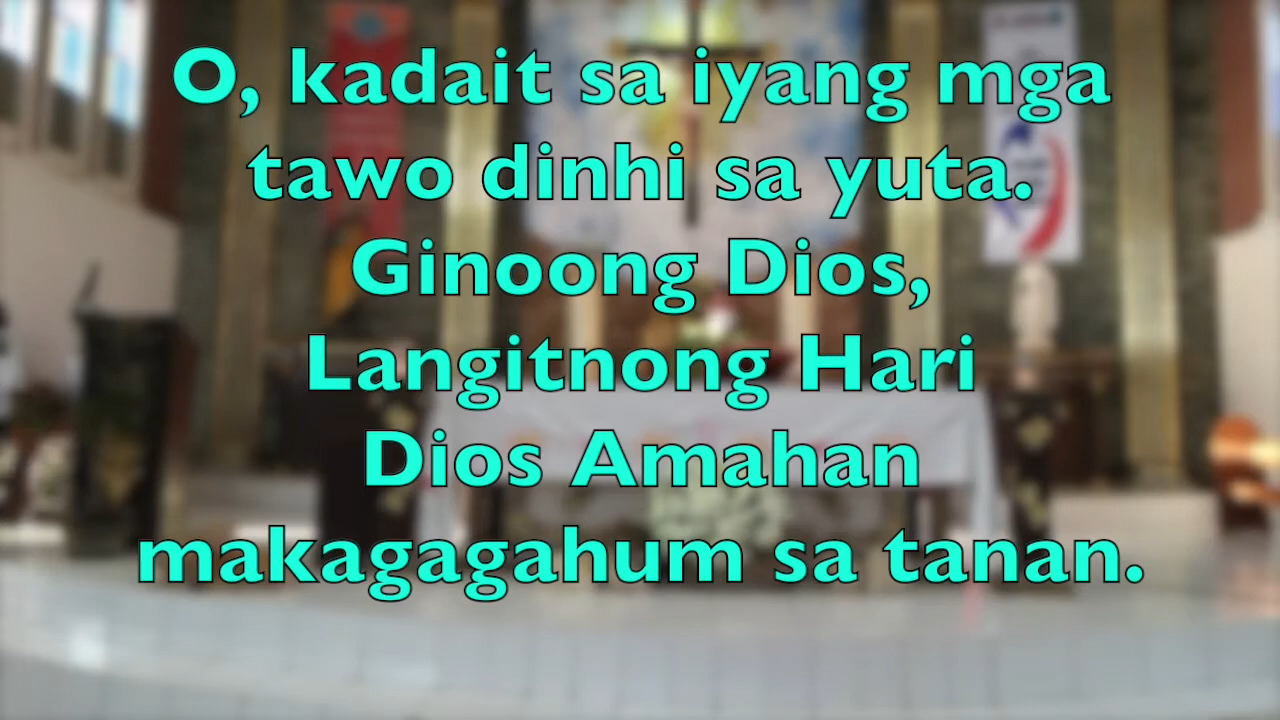 O, kadait sa iyang mga
tawo dinhi sa yuta.
Ginoong Dios,
Langitnong Hari
Dios Amahan
makagagahum sa tanan.